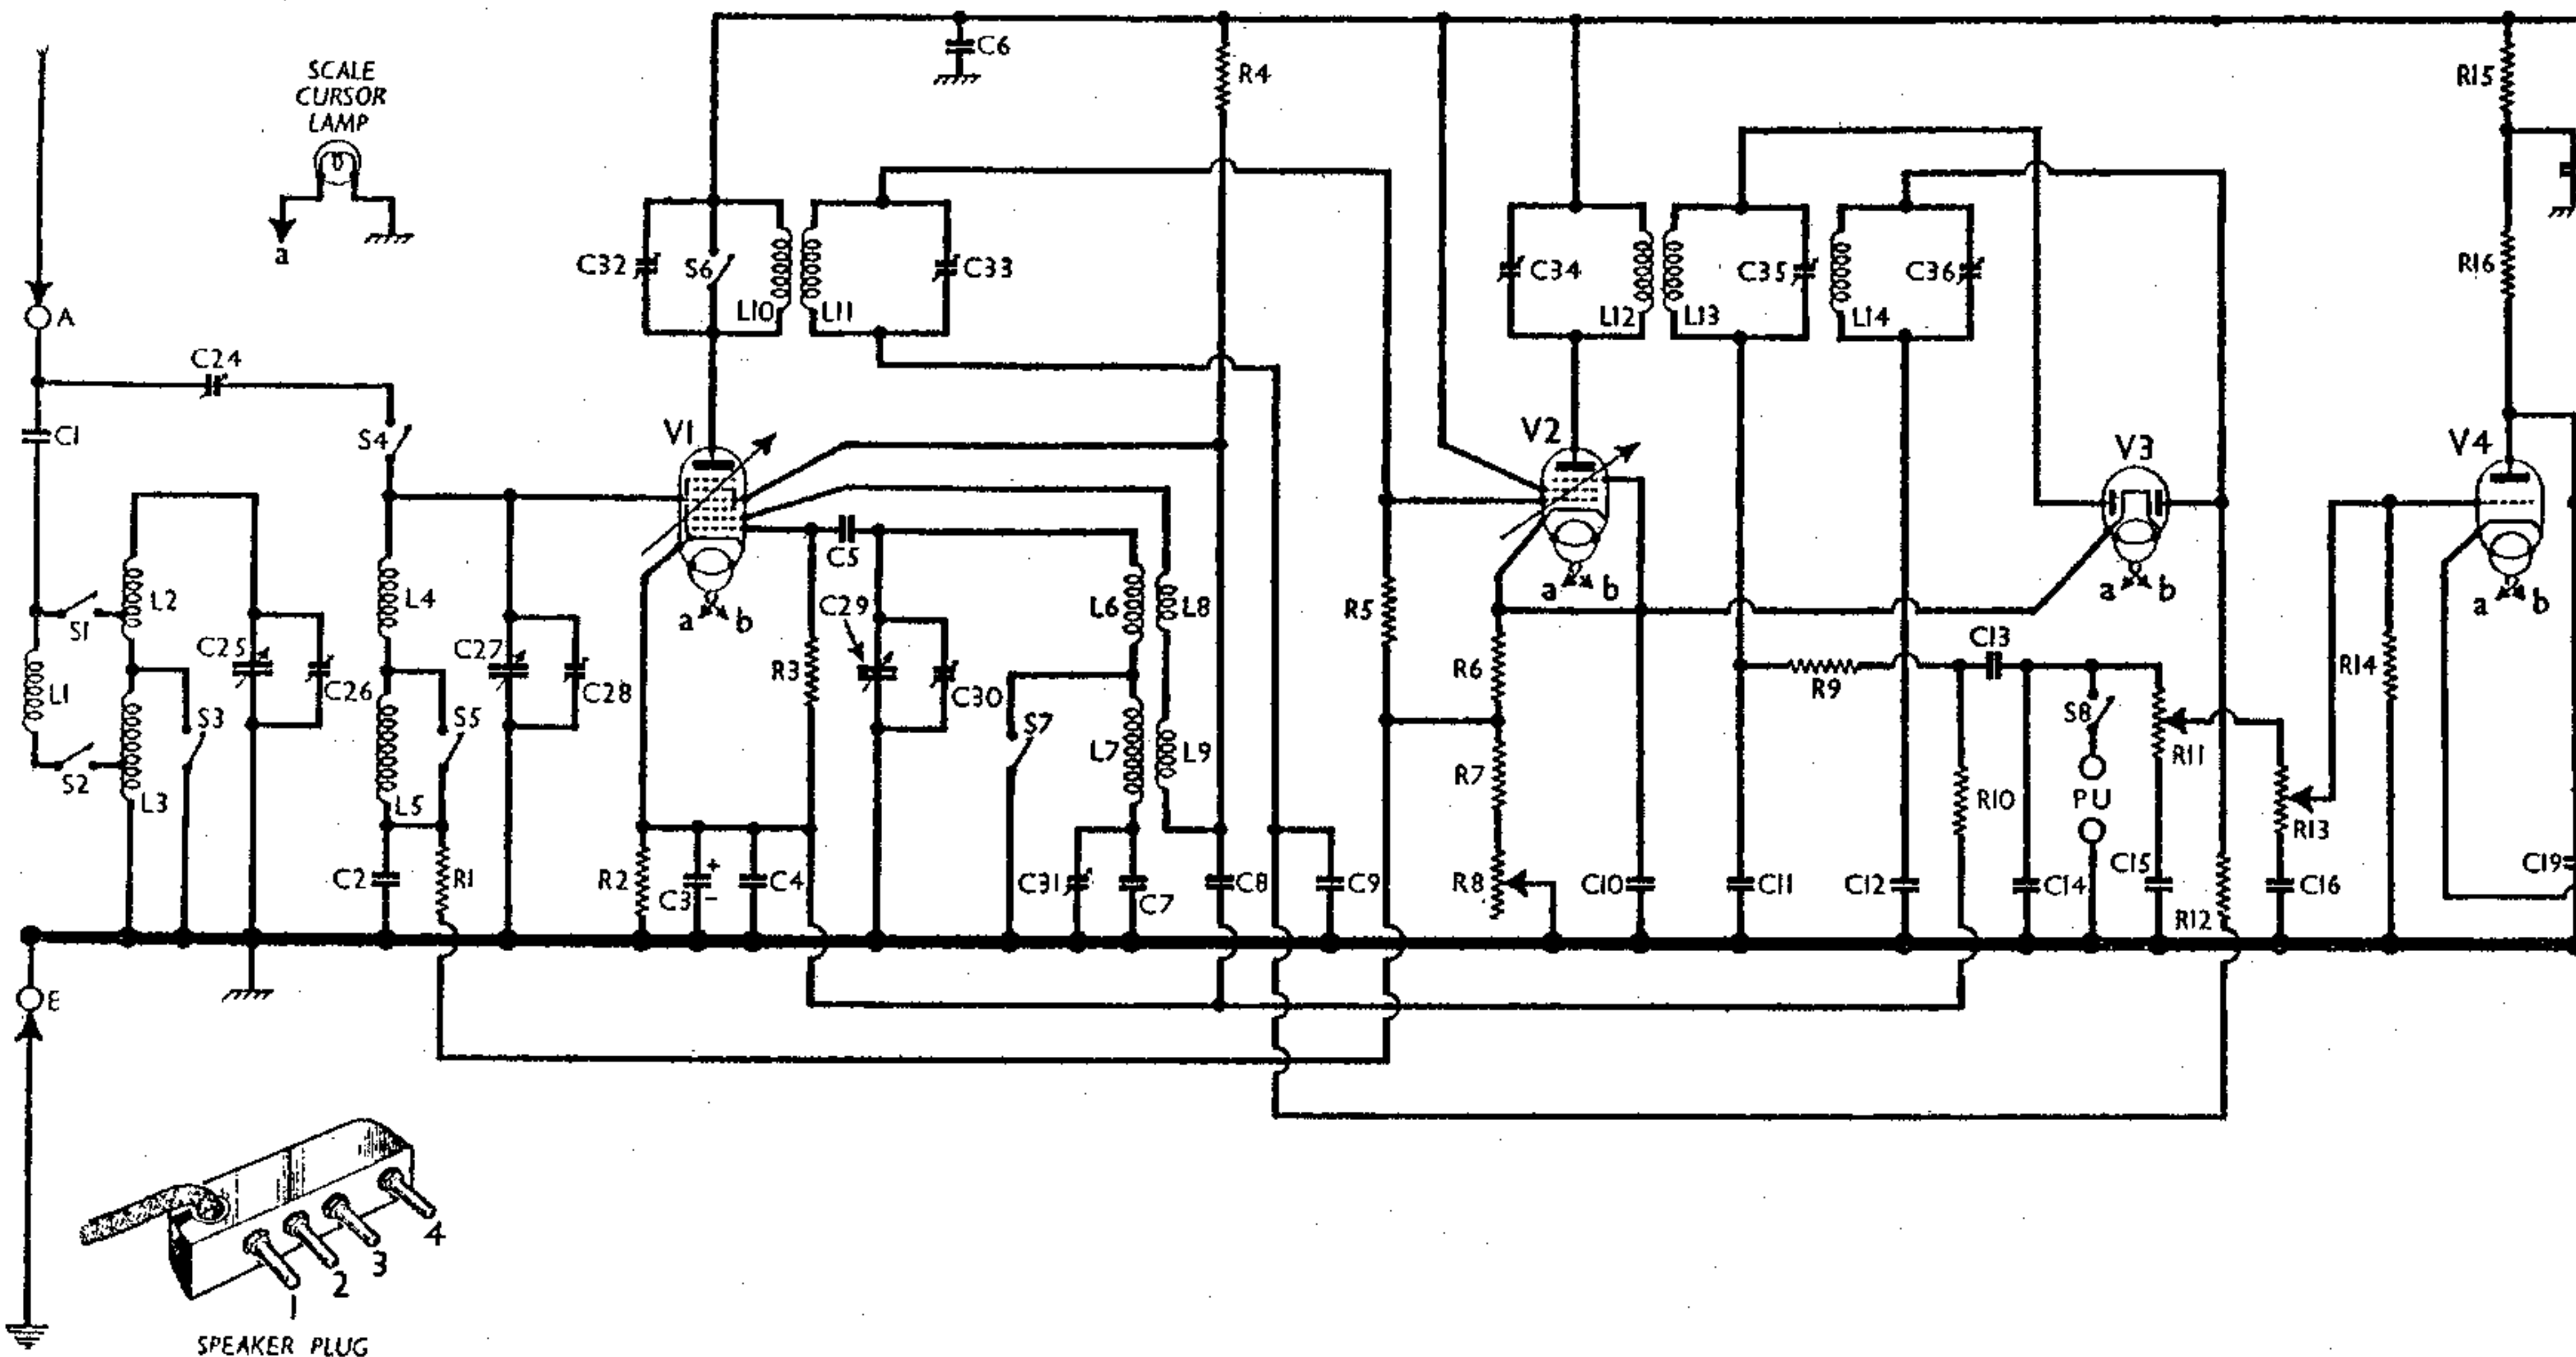 C6
R4
R15
SCALE
CURSOR
LAMP
a
A
C32
S6
L10
L11
C33
C34
L12
L13
C35
L14
C36
R16
C24
C1
S4
V1
V2
V3
V4
C5
a b
a b
a b
a b
S1
L2
L1
S2
L3
S3
C25
C26
L4
L5
S5
C27
C28
C29
R3
C30
L6
L8
S7
L7
L9
R5
R6
R7
R8
R9
C13
S8
PU
R10
R11
R13
R14
C2
R1
R2
C3
+
-
C4
C31
C7
C8
C9
C10
C11
C12
C14
C15
R12
C16
C19
E
1
2
3
4
SPEAKER PLUG